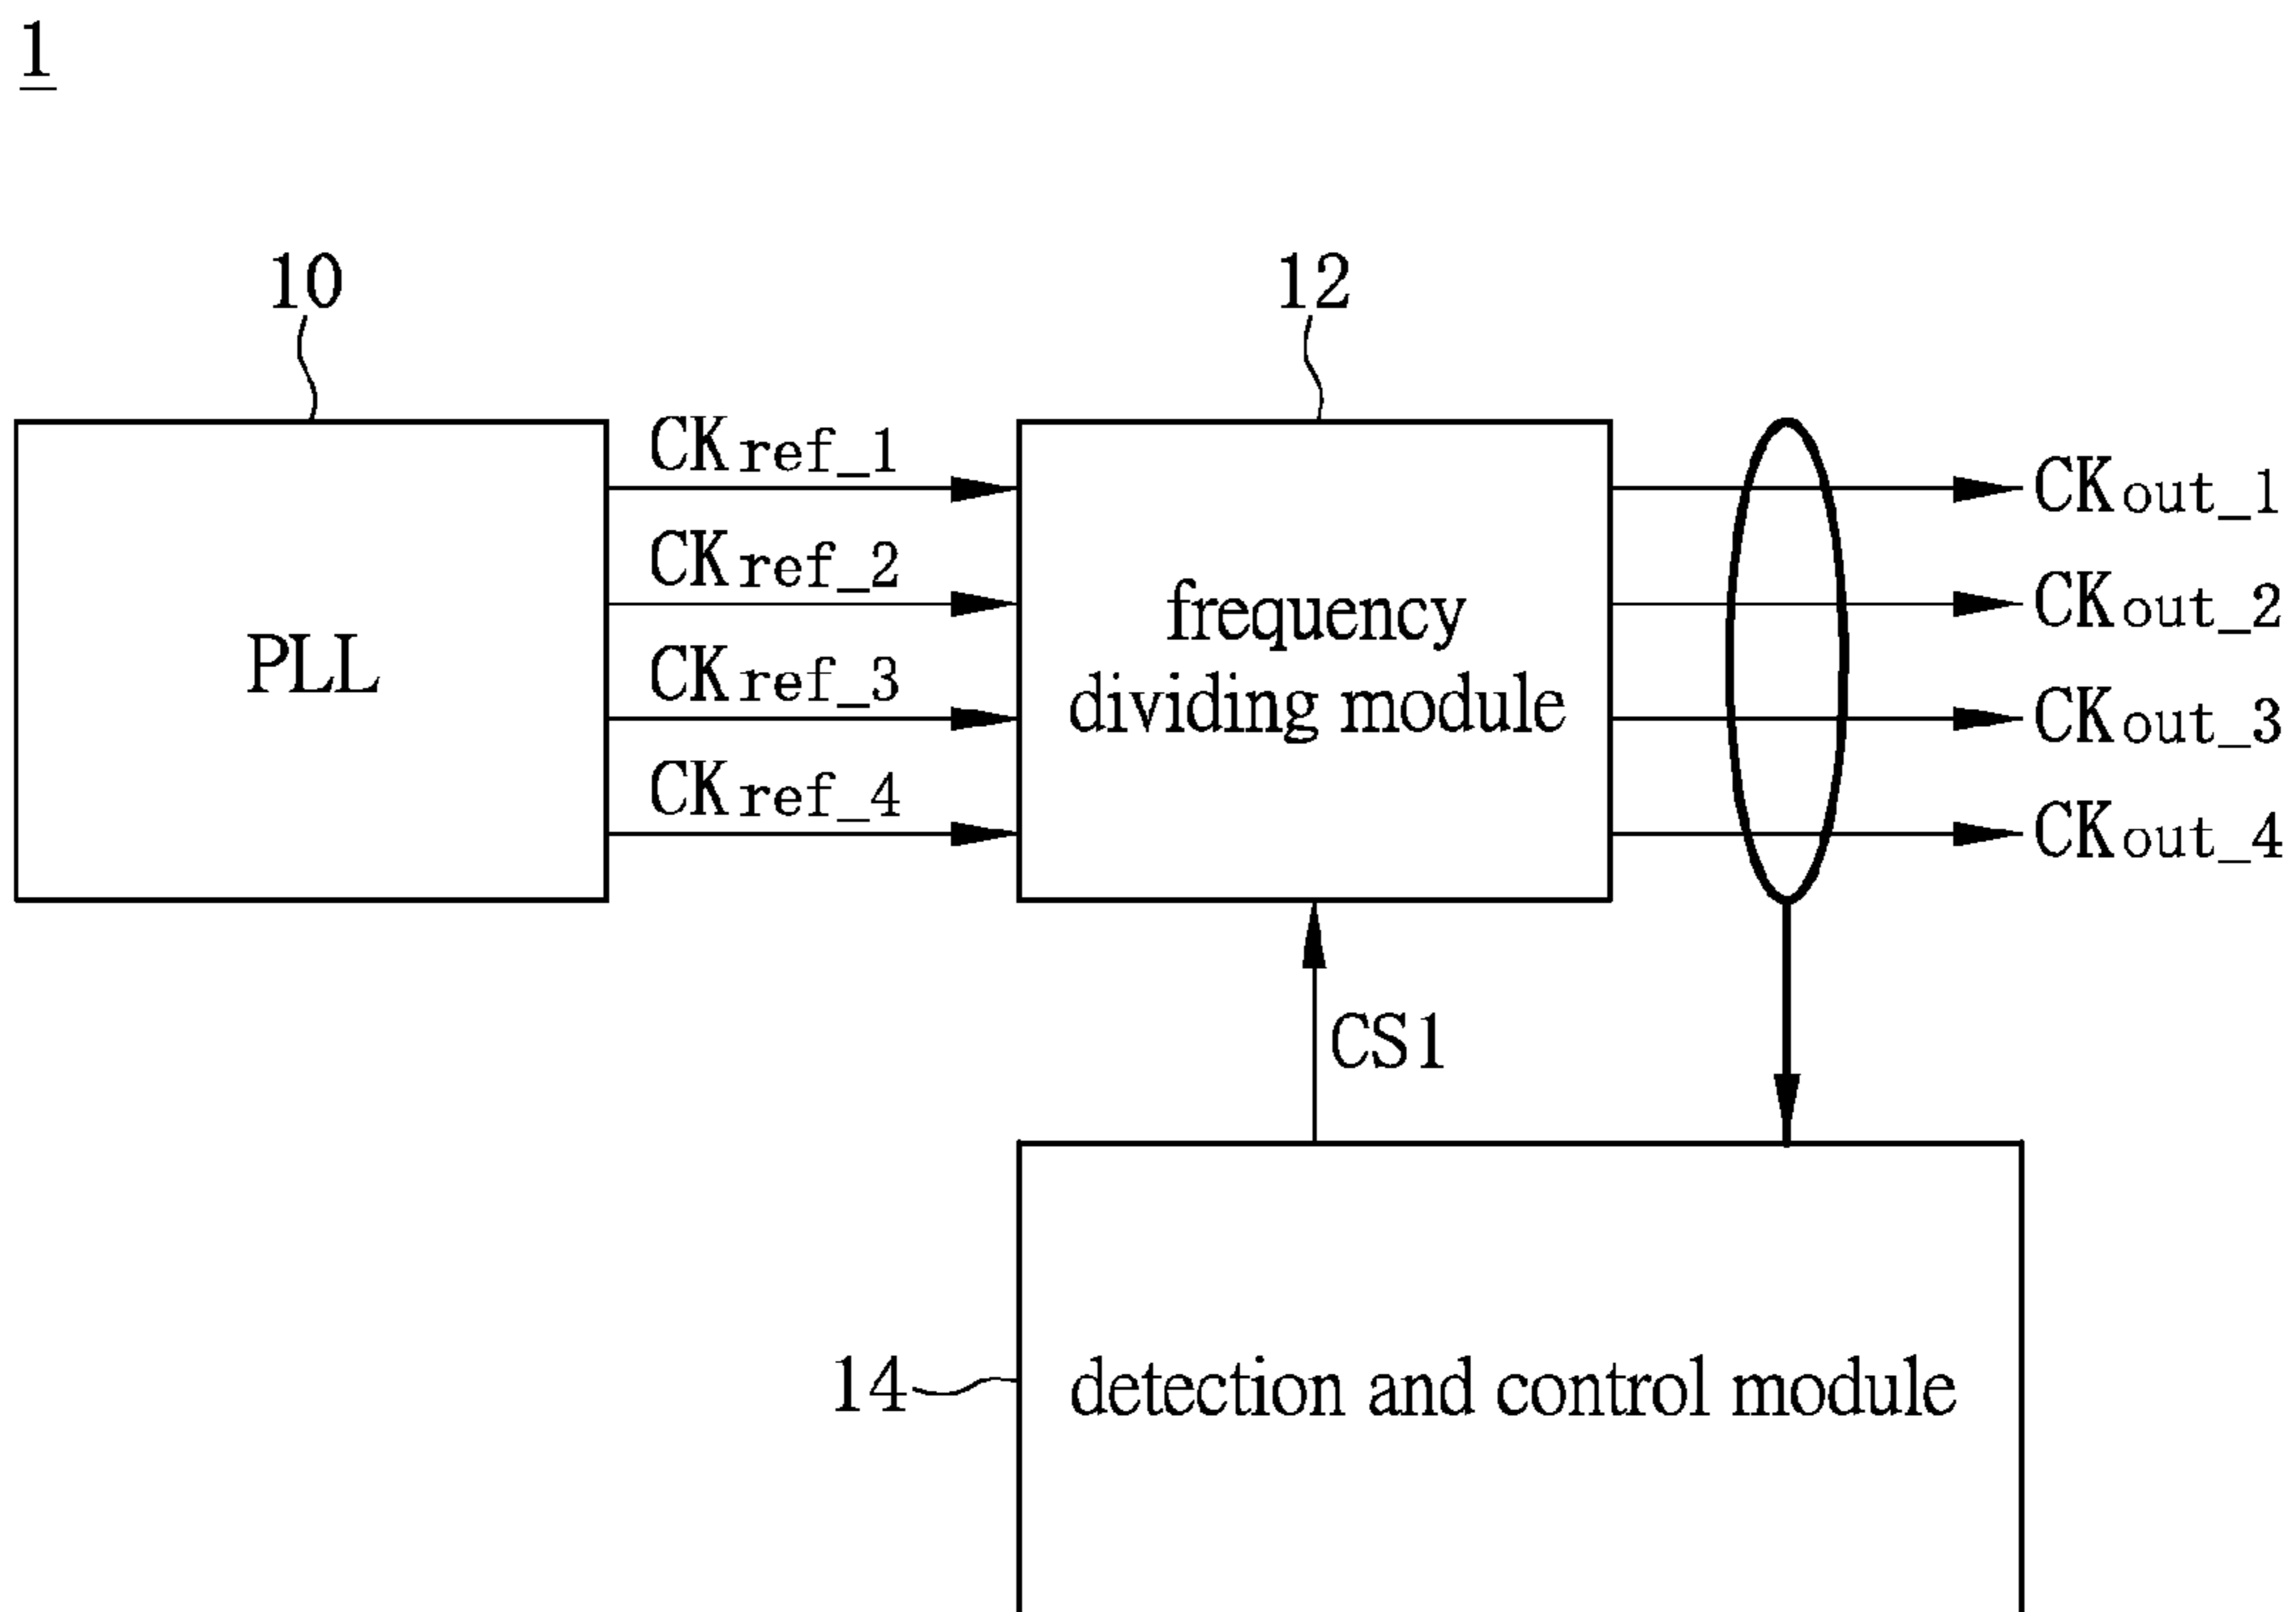 1
10
12
CKref_1
CKref_2
CKref_3
CKref_4
PLL
frequency
dividing module
CKout_1
CKout_2
CKout_3
CKout_4
CS1
14
detection and control module